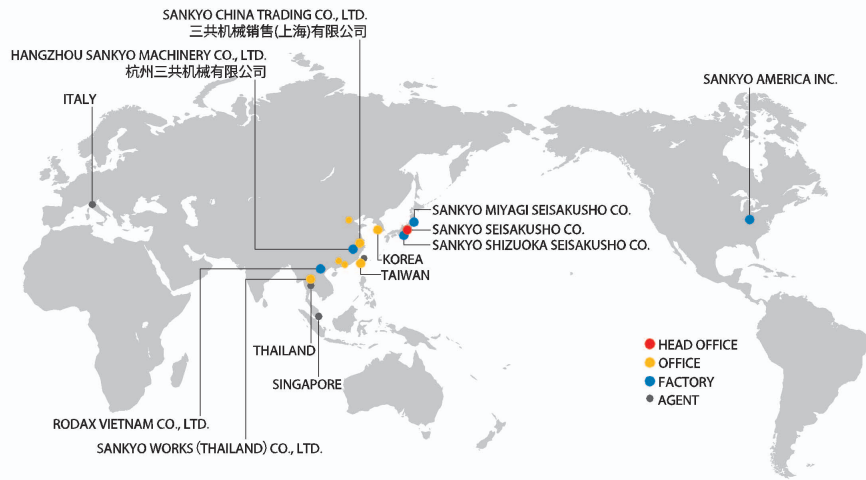 SANKYO CHINA TRADING CO., LTD.
三共机械销售(上海)有限公司
HANGZHOU SANKYO MACHINERY CO., LTD.
杭州三共机械有限公司
SANKYO AMERICA INC.
ITALY
SANKYO MIYAGI SEISAKUSHO CO.
SANKYO SEISAKUSHO CO.
SANKYO SHIZUOKA SEISAKUSHO CO.
KOREA
TAIWAN
THAILAND
SINGAPORE
RODAX VIETNAM CO., LTD.
SANKYO WORKS (THAILAND) CO., LTD.
HEAD OFFICE
OFFICE
FACTORY
AGENT